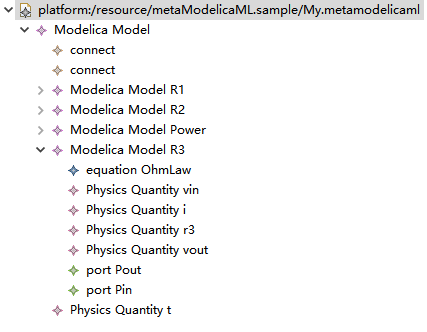 platform:/resource/metaModelicaML.sample/My.metamodelicaml
Modelica Model
connect
connect
Modelica Model R1
Modelica Model R2
Modelica Model Power
Modelica Model R3
equation OhmLaw
Physics Quantity vin
Physics Quantity i
Physics Quantity r3
Physics Quantity vout
port Pout
port Pin
Physics Quantity t